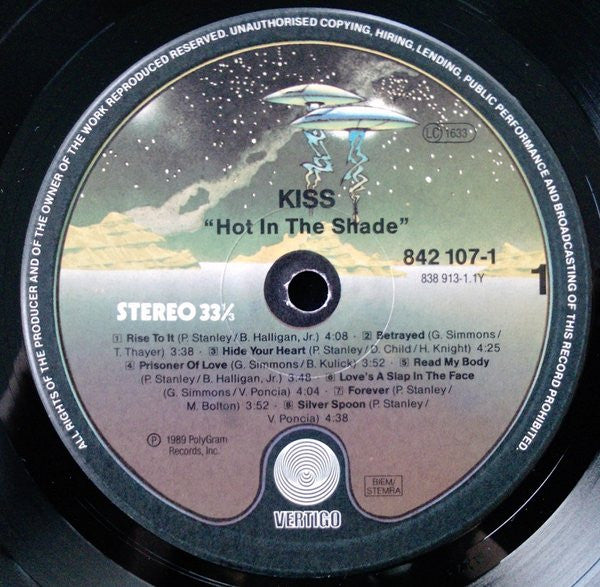 ALL RIGHTS OF THE PRODUCER AND OF THE OWNER OF THE WORK REPRODUCED RESERVED. UNAUTHORISED COPYING, HIRING, LENDING, PUBLIC PERFORMANCE AND BROADCASTING OF THIS RECORD PROHIBITED.
LC 1633
KISS
"Hot In The Shade"
842 107-1
838 913-1.1Y
1
STEREO 33⅓
1 Rise To It (P. Stanley/B. Halligan, Jr.) 4:08 · 2 Betrayed (G. Simmons/
T. Thayer) 3:38 · 3 Hide Your Heart (P. Stanley/D. Child/H. Knight) 4:25
4 Prisoner Of Love (G. Simmons/B. Kulick) 3:52 · 5 Read My Body
(P. Stanley/B. Halligan, Jr.) 3:48 · 6 Love's A Slap In The Face
(G. Simmons/V. Poncia) 4:04 · 7 Forever (P. Stanley/
M. Bolton) 3:52 · 8 Silver Spoon (P. Stanley/
V. Poncia) 4:38
℗ 1989 PolyGram
Records, Inc.
BIEM/
STEMRA
VERTIGO